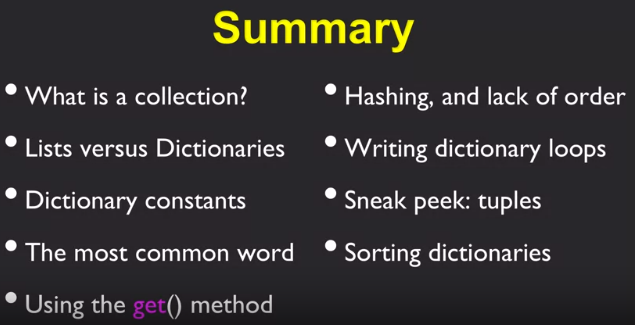 Summary
• What is a collection?
• Lists versus Dictionaries
• Dictionary constants
• The most common word
• Using the get() method
• Hashing, and lack of order
• Writing dictionary loops
• Sneak peek: tuples
• Sorting dictionaries